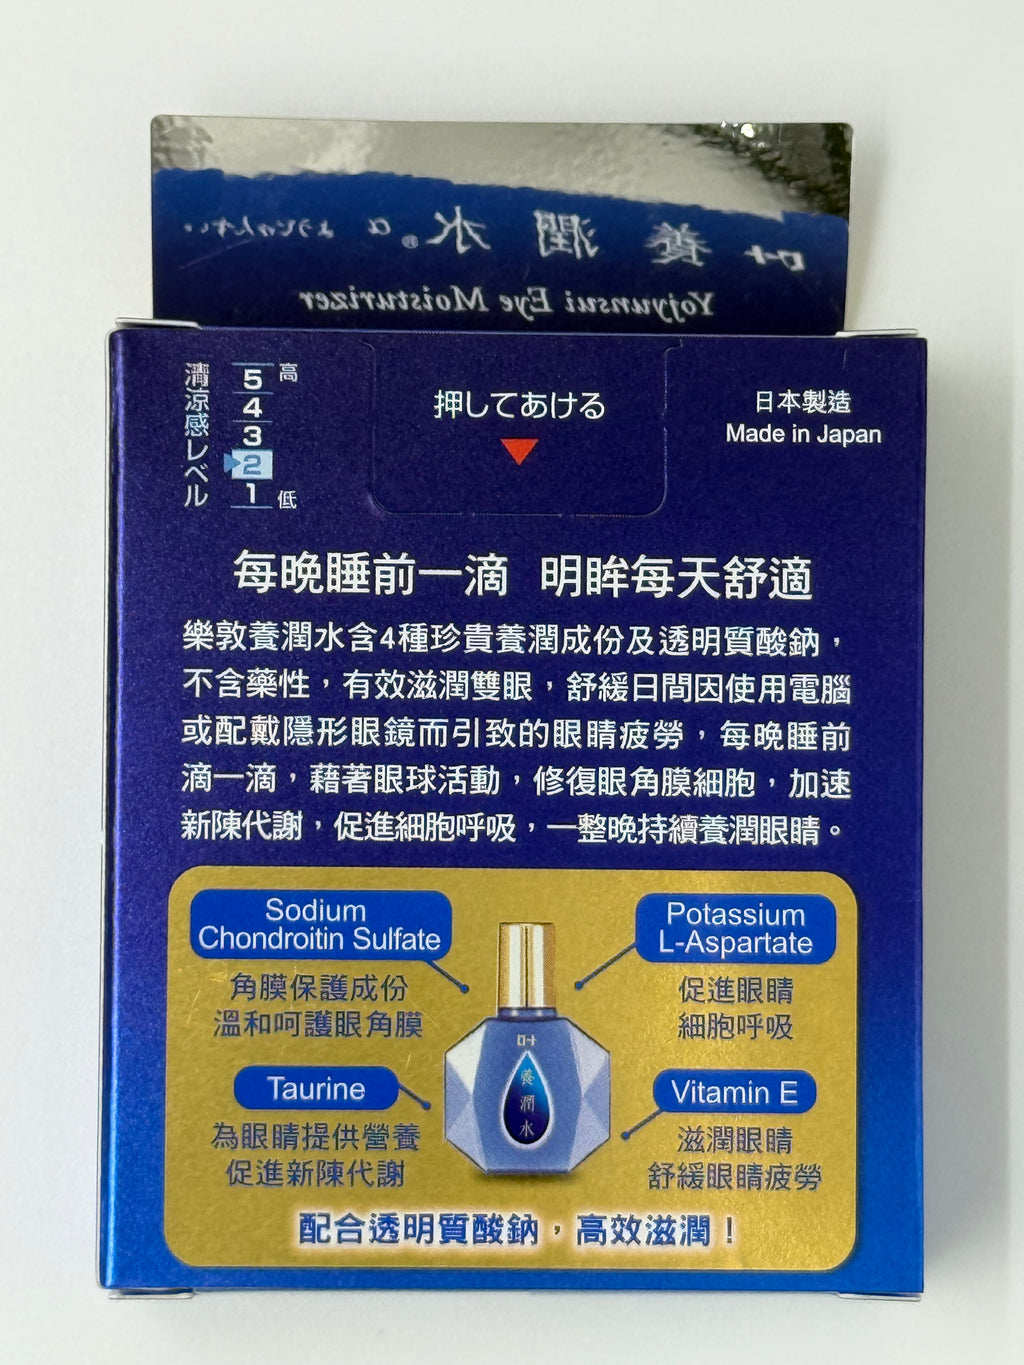 ロート 養 潤 水®α ようじゅんすい。
Yojyunsui Eye Moisturizer
清涼感レベル
5 高
4
3
2
1 低
押してあける
日本製造
Made in Japan
每晚睡前一滴 明眸每天舒適
樂敦養潤水含4種珍貴養潤成份及透明質酸鈉，
不含藥性，有效滋潤雙眼，舒緩日間因使用電腦
或配戴隱形眼鏡而引致的眼睛疲勞，每晚睡前
滴一滴，藉著眼球活動，修復眼角膜細胞，加速
新陳代謝，促進細胞呼吸，一整晚持續養潤眼睛。
Sodium
Chondroitin Sulfate
角膜保護成份
溫和呵護眼角膜
Potassium
L-Aspartate
促進眼睛
細胞呼吸
Taurine
為眼睛提供營養
促進新陳代謝
Vitamin E
滋潤眼睛
舒緩眼睛疲勞
ロート
養
潤
水
配合透明質酸鈉，高效滋潤！